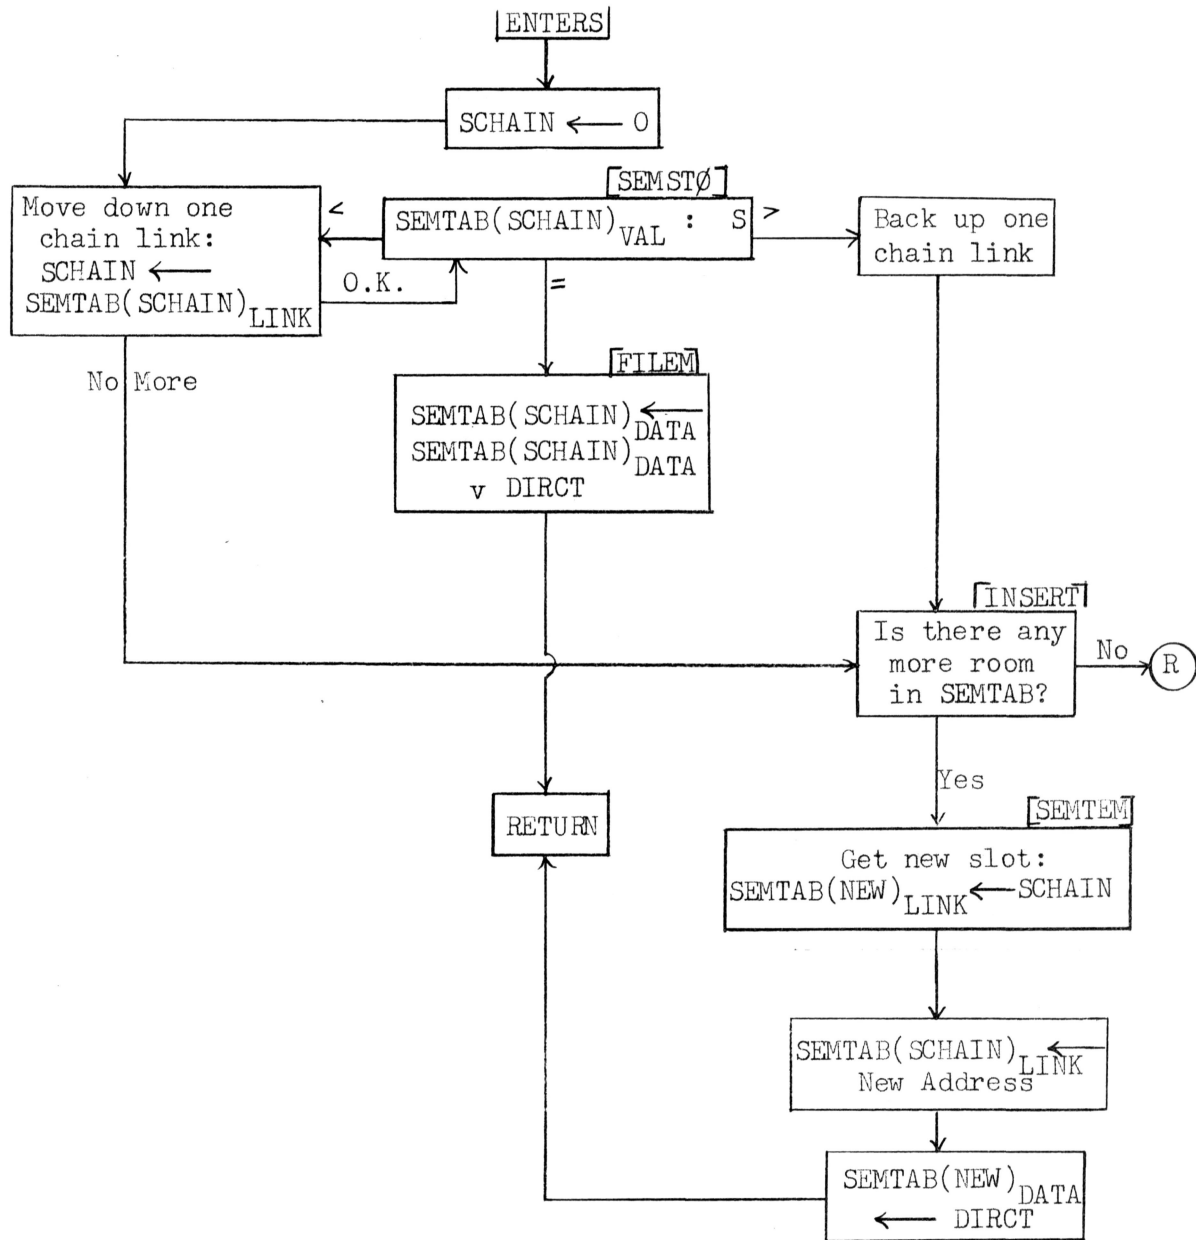 ENTERS
SCHAIN ← O
SEMSTØ
Move down one
chain link:
SCHAIN ←
SEMTAB(SCHAIN)LINK
<
SEMTAB(SCHAIN)VAL : S
>
Back up one
chain link
O.K.
=
No More
FILEM
SEMTAB(SCHAIN)DATA ←
SEMTAB(SCHAIN)DATA
v DIRCT
INSERT
Is there any
more room
in SEMTAB?
No
R
Yes
RETURN
SEMTEM
Get new slot:
SEMTAB(NEW)LINK ← SCHAIN
SEMTAB(SCHAIN)LINK ←
New Address
SEMTAB(NEW)DATA
← DIRCT